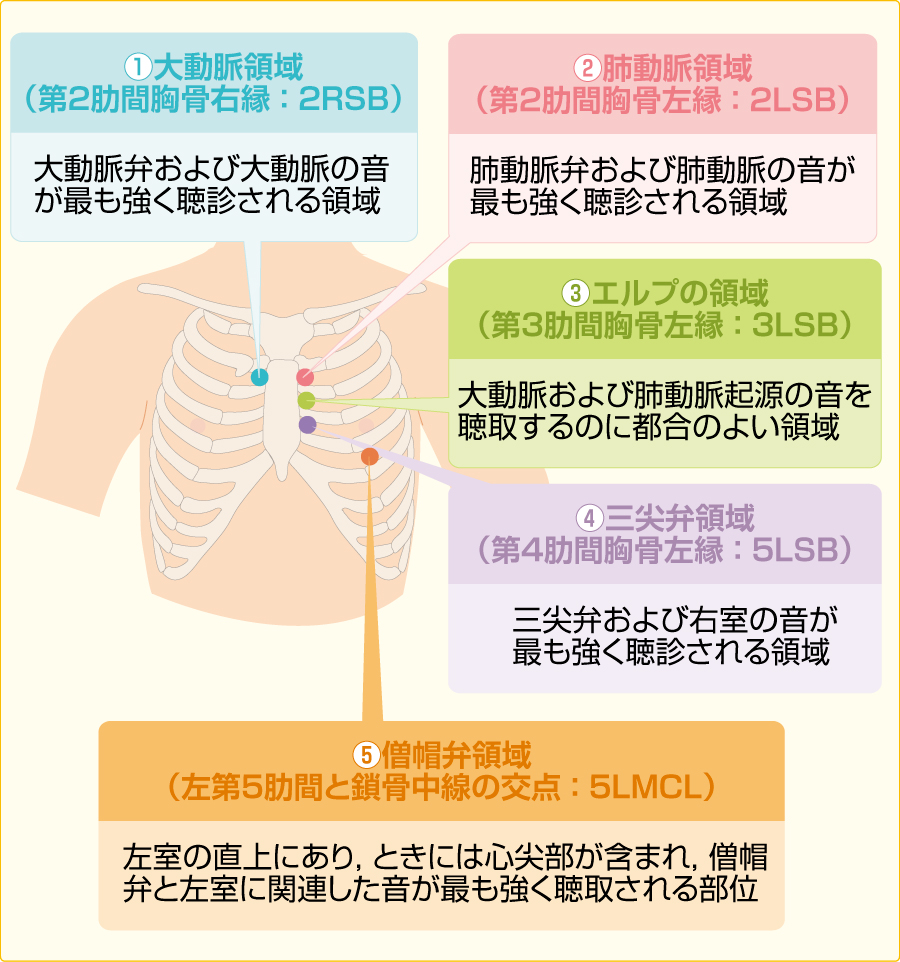 ①大動脈領域
（第2肋間胸骨右縁：2RSB）
大動脈弁および大動脈の音
が最も強く聴診される領域
②肺動脈領域
（第2肋間胸骨左縁：2LSB）
肺動脈弁および肺動脈の音が
最も強く聴診される領域
③エルプの領域
（第3肋間胸骨左縁：3LSB）
大動脈および肺動脈起源の音を
聴取するのに都合のよい領域
④三尖弁領域
（第4肋間胸骨左縁：5LSB）
三尖弁および右室の音が
最も強く聴診される領域
⑤僧帽弁領域
（左第5肋間と鎖骨中線の交点：5LMCL）
左室の直上にあり, ときには心尖部が含まれ, 僧帽
弁と左室に関連した音が最も強く聴取される部位